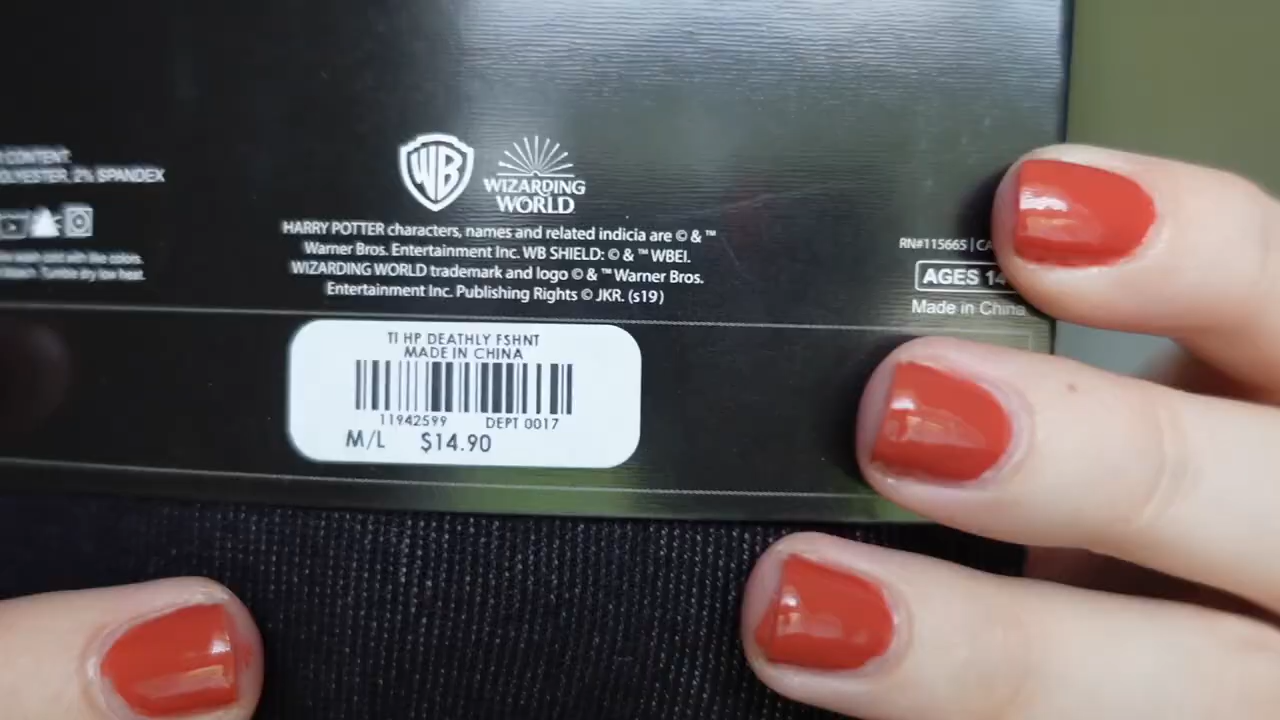 CONTENT:
POLYESTER, 2% SPANDEX
WB
WIZARDING
WORLD
HARRY POTTER characters, names and related indicia are © & ™
Warner Bros. Entertainment Inc. WB SHIELD: © & ™ WBEI.
WIZARDING WORLD trademark and logo © & ™ Warner Bros.
Entertainment Inc. Publishing Rights © JKR. (s19)
RN#115665 | CA
AGES 14
Made in China
TI HP DEATHLY FSHNT
MADE IN CHINA
11942599 DEPT 0017
M/L $14.90